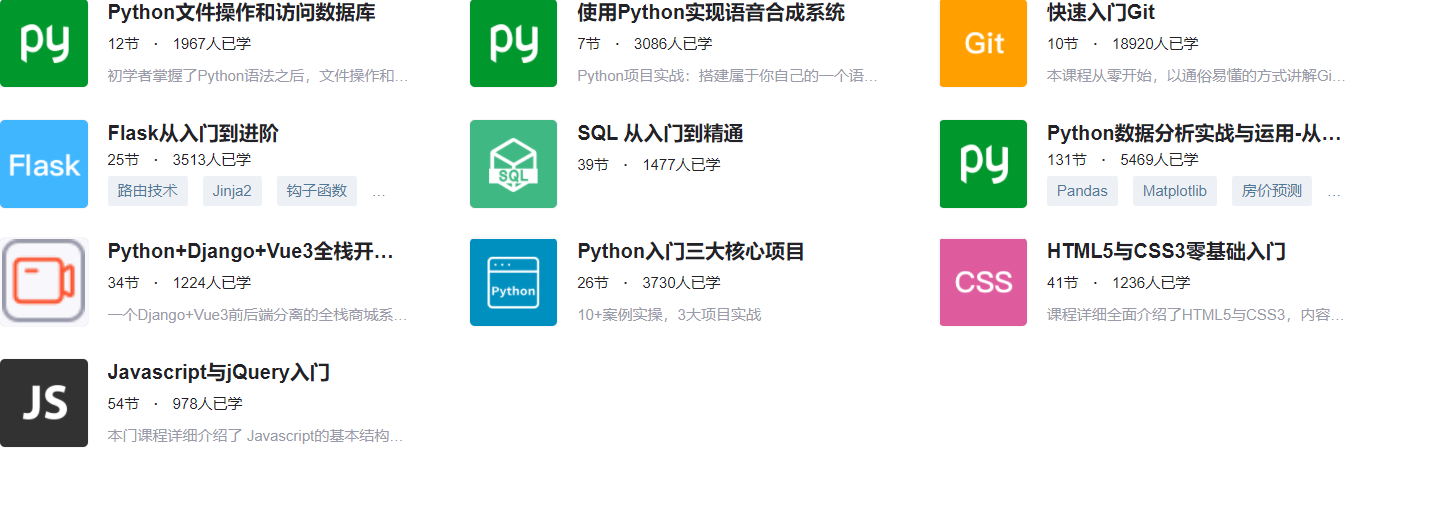 py
Python文件操作和访问数据库
12节 · 1967人已学
初学者掌握了Python语法之后，文件操作和…
py
使用Python实现语音合成系统
7节 · 3086人已学
Python项目实战：搭建属于你自己的一个语…
Git
快速入门Git
10节 · 18920人已学
本课程从零开始，以通俗易懂的方式讲解Gi…
Flask
Flask从入门到进阶
25节 · 3513人已学
路由技术 Jinja2 钩子函数 …
SQL
SQL 从入门到精通
39节 · 1477人已学
py
Python数据分析实战与运用-从…
131节 · 5469人已学
Pandas Matplotlib 房价预测 …
Python+Django+Vue3全栈开…
34节 · 1224人已学
一个Django+Vue3前后端分离的全栈商城系…
Python
Python入门三大核心项目
26节 · 3730人已学
10+案例实操，3大项目实战
CSS
HTML5与CSS3零基础入门
41节 · 1236人已学
课程详细全面介绍了HTML5与CSS3，内容…
JS
Javascript与jQuery入门
54节 · 978人已学
本门课程详细介绍了 Javascript的基本结构…